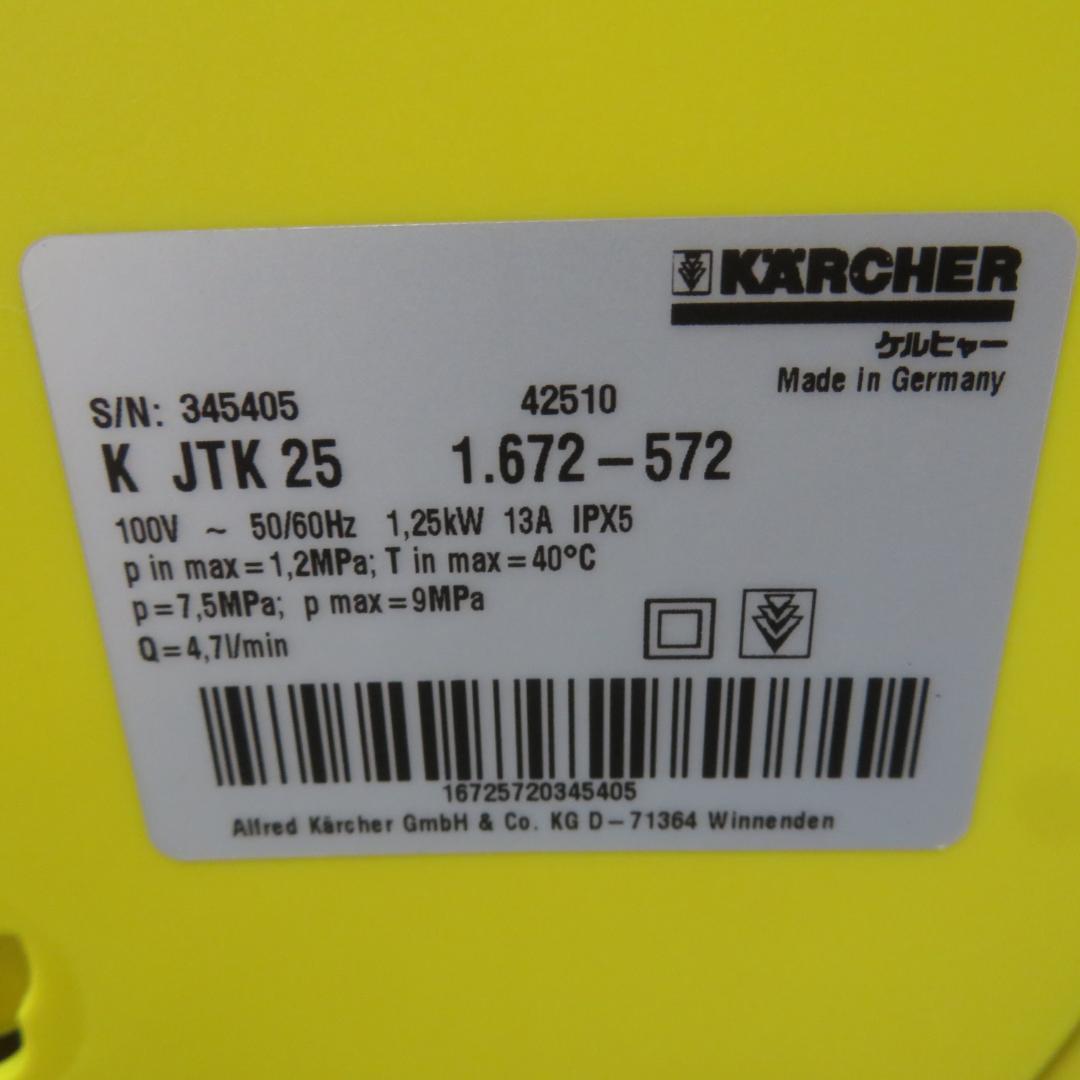 KÄRCHER
ケルヒャー
Made in Germany
S/N: 345405 42510
K JTK 25 1.672-572
100V ~ 50/60Hz 1,25kW 13A IPX5
p in max=1,2MPa; T in max=40°C
p=7,5MPa; p max=9MPa
Q=4,7l/min
16725720345405
Alfred Kärcher GmbH & Co. KG D-71364 Winnenden